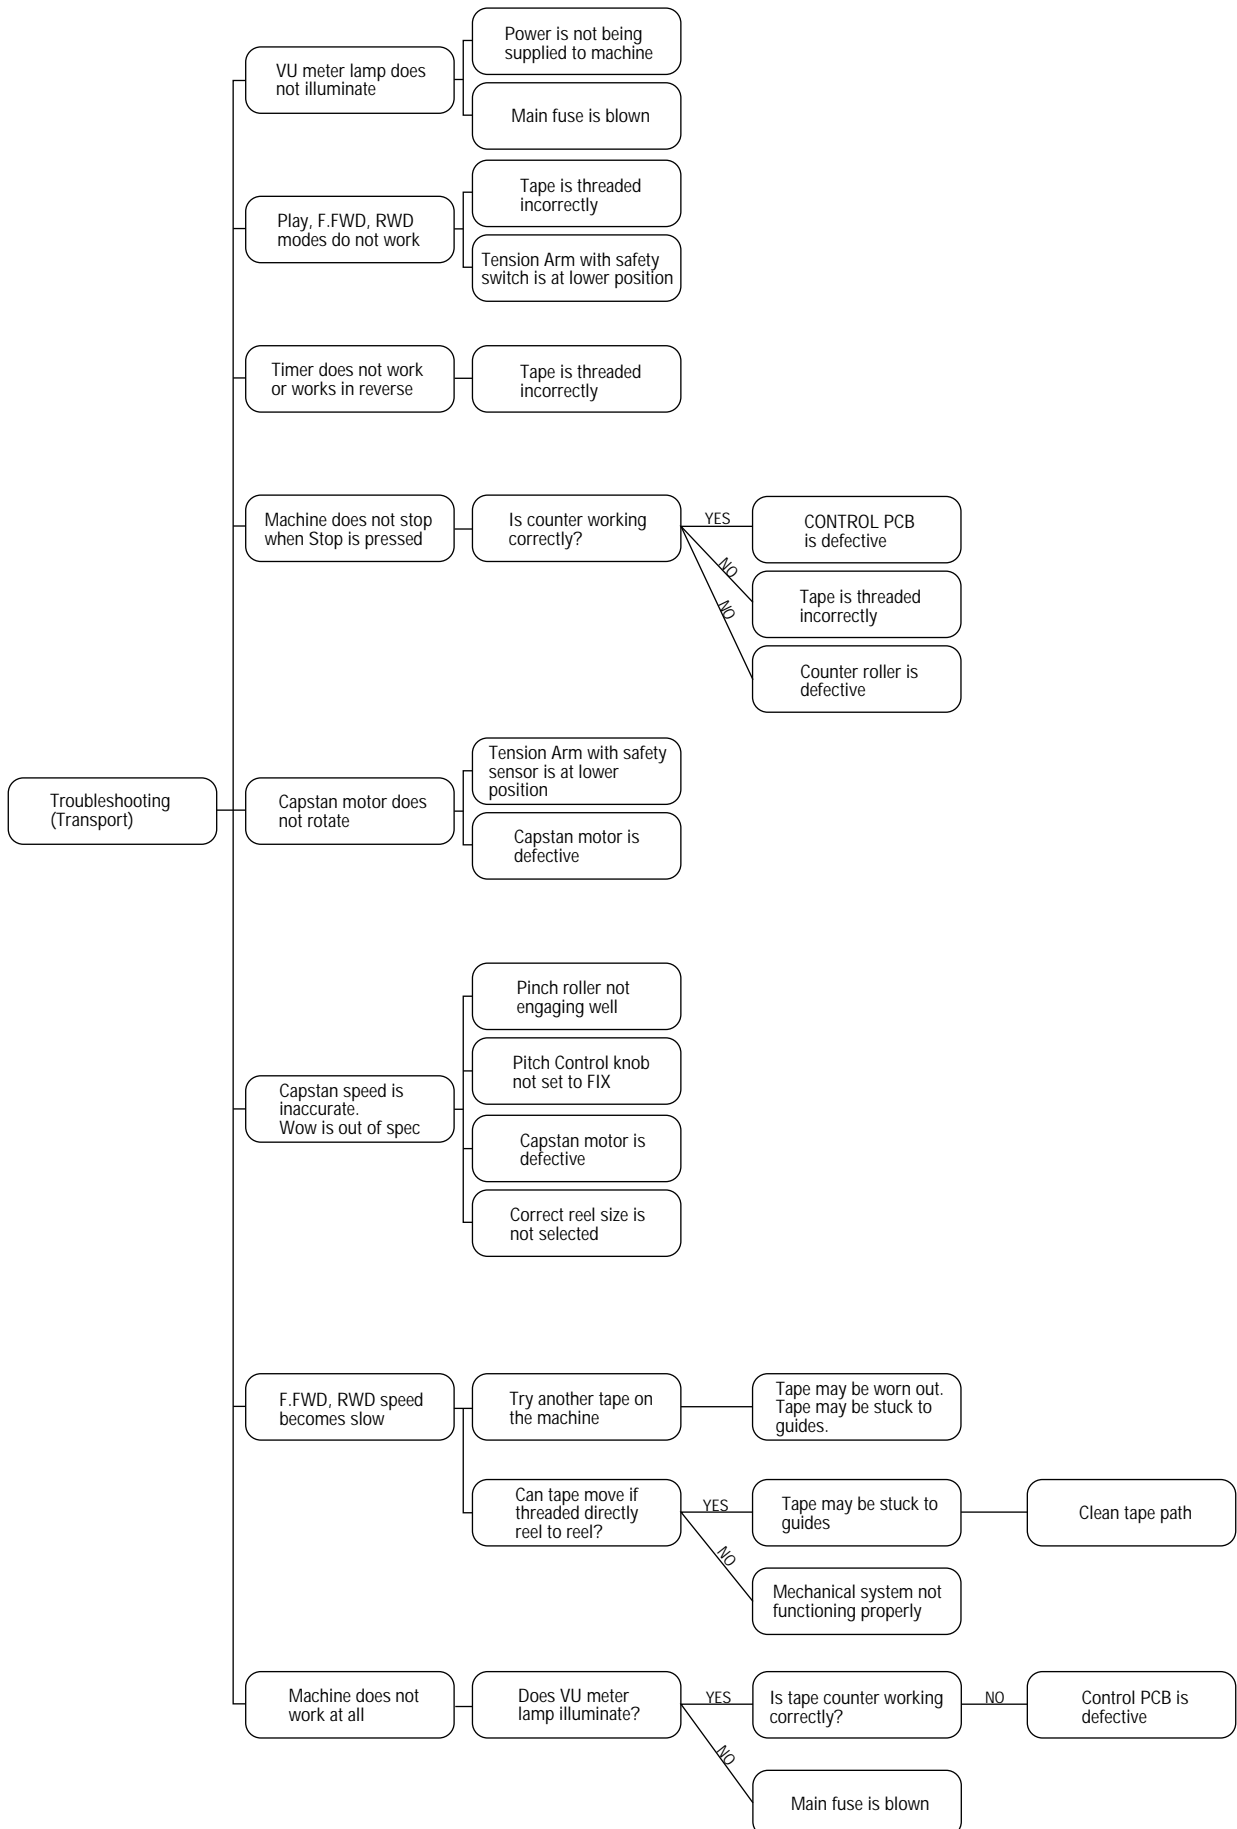 Troubleshooting
(Transport)
VU meter lamp does
not illuminate
Power is not being
supplied to machine
Main fuse is blown
Play, F.FWD, RWD
modes do not work
Tape is threaded
incorrectly
Tension Arm with safety
switch is at lower position
Timer does not work
or works in reverse
Tape is threaded
incorrectly
Machine does not stop
when Stop is pressed
Is counter working
correctly?
YES
CONTROL PCB
is defective
NO
Tape is threaded
incorrectly
NO
Counter roller is
defective
Capstan motor does
not rotate
Tension Arm with safety
sensor is at lower
position
Capstan motor is
defective
Capstan speed is
inaccurate.
Wow is out of spec
Pinch roller not
engaging well
Pitch Control knob
not set to FIX
Capstan motor is
defective
Correct reel size is
not selected
F.FWD, RWD speed
becomes slow
Try another tape on
the machine
Tape may be worn out.
Tape may be stuck to
guides.
Can tape move if
threaded directly
reel to reel?
YES
Tape may be stuck to
guides
Clean tape path
NO
Mechanical system not
functioning properly
Machine does not
work at all
Does VU meter
lamp illuminate?
YES
Is tape counter working
correctly?
NO
Control PCB is
defective
NO
Main fuse is blown